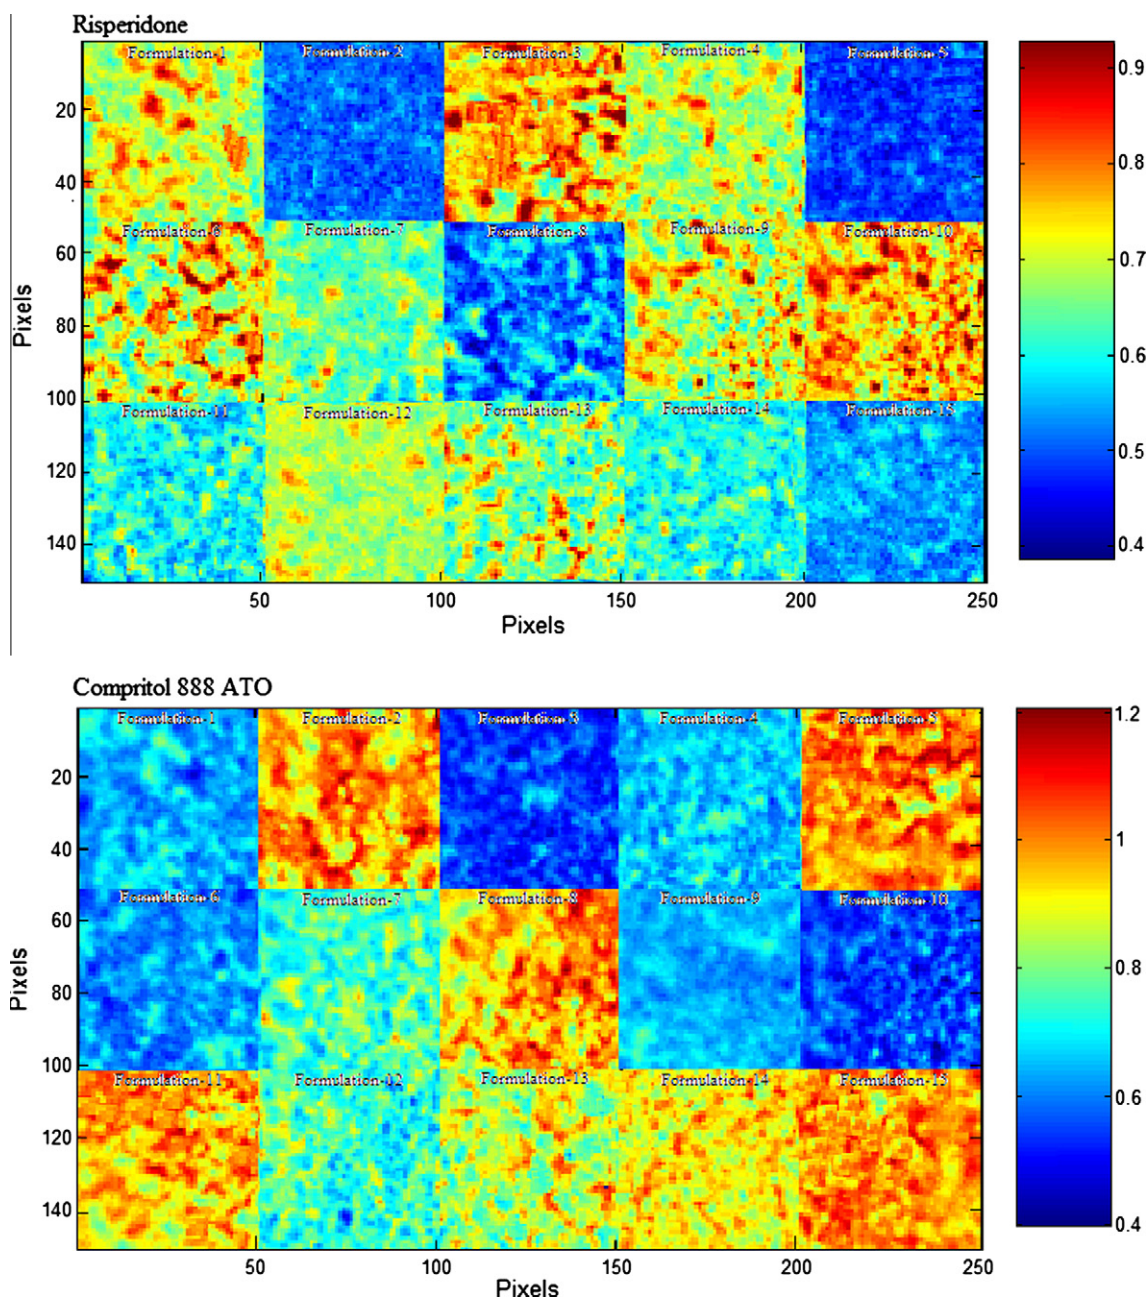 Risperidone
Formulation-1 Formulation-2 Formulation-3 Formulation-4 Formulation-5
0.9
20
0.8
40
Formulation-6 Formulation-7 Formulation-8 Formulation-9 Formulation-10
60
0.7
Pixels
80
0.6
100
Formulation-11 Formulation-12 Formulation-13 Formulation-14 Formulation-15
120
0.5
140
0.4
50 100 150 200 250
Pixels
Compritol 888 ATO
Formulation-1 Formulation-2 Formulation-3 Formulation-4 Formulation-5
1.2
20
1
40
Formulation-6 Formulation-7 Formulation-8 Formulation-9 Formulation-10
60
0.8
Pixels
80
100
Formulation-11 Formulation-12 Formulation-13 Formulation-14 Formulation-15
0.6
120
140
0.4
50 100 150 200 250
Pixels